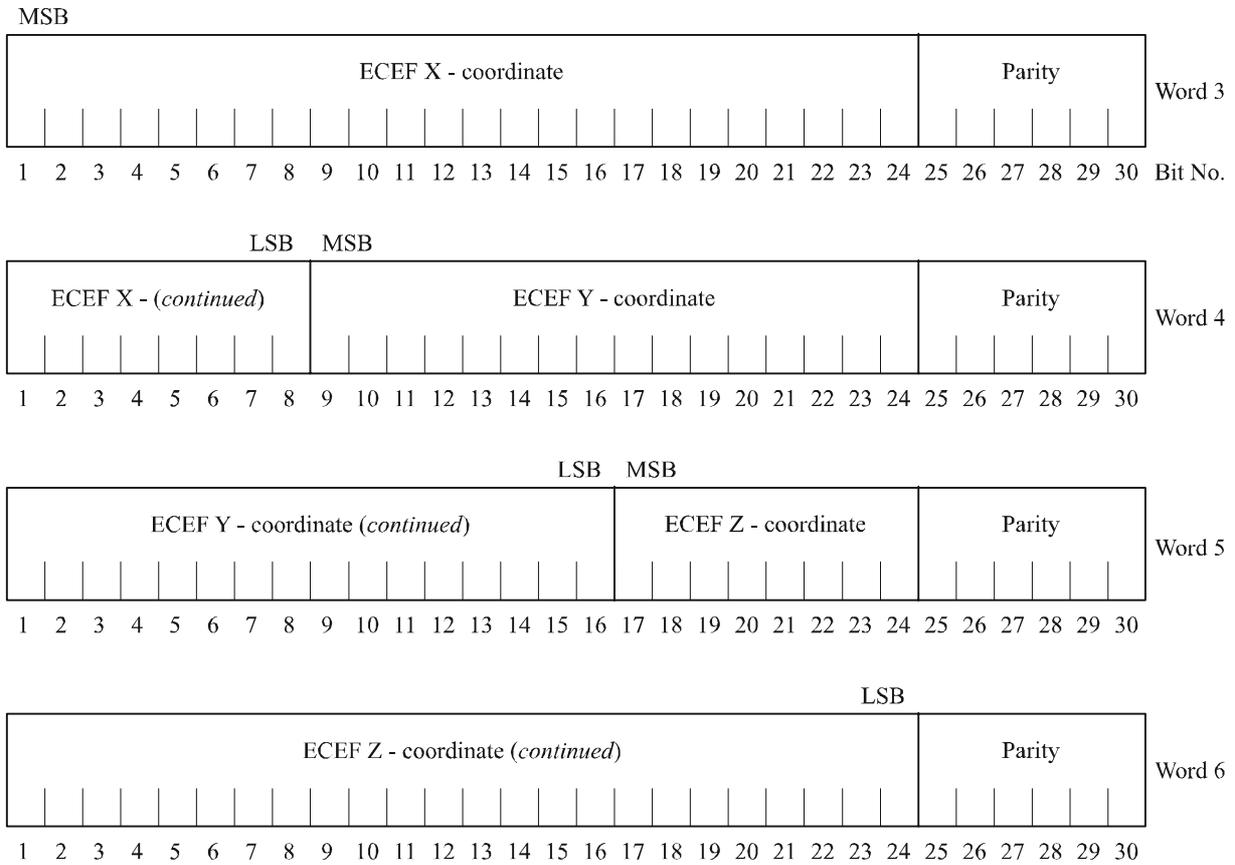 MSB
ECEF X - coordinate Parity
Word 3
1 2 3 4 5 6 7 8 9 10 11 12 13 14 15 16 17 18 19 20 21 22 23 24 25 26 27 28 29 30 Bit No.
LSB MSB
ECEF X - (continued) ECEF Y - coordinate Parity
Word 4
1 2 3 4 5 6 7 8 9 10 11 12 13 14 15 16 17 18 19 20 21 22 23 24 25 26 27 28 29 30
LSB MSB
ECEF Y - coordinate (continued) ECEF Z - coordinate Parity
Word 5
1 2 3 4 5 6 7 8 9 10 11 12 13 14 15 16 17 18 19 20 21 22 23 24 25 26 27 28 29 30
LSB
ECEF Z - coordinate (continued) Parity
Word 6
1 2 3 4 5 6 7 8 9 10 11 12 13 14 15 16 17 18 19 20 21 22 23 24 25 26 27 28 29 30